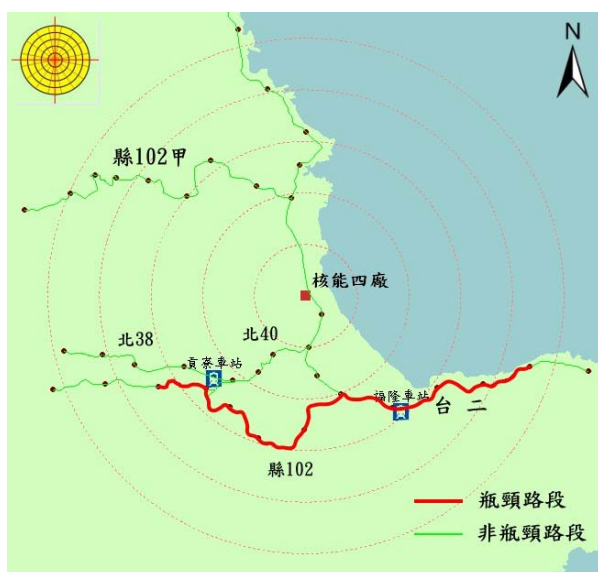 N
縣102甲
核能四廠
北38
北40
貢寮車站
福隆車站
台二
縣102
瓶頸路段
非瓶頸路段